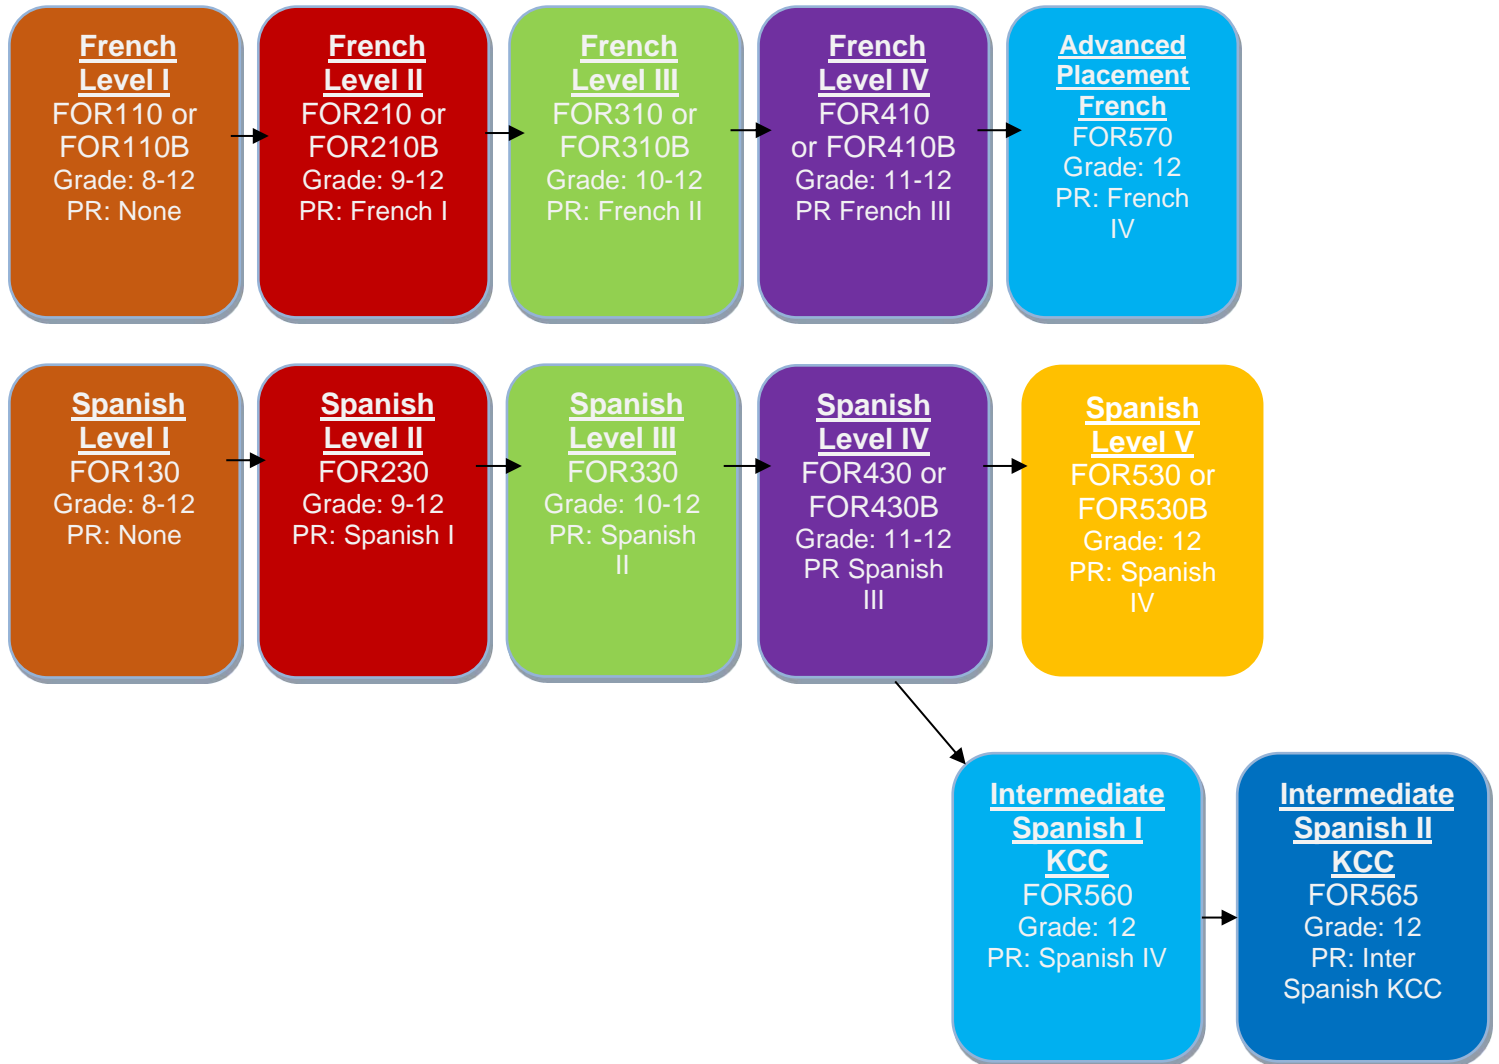 French
Level I
FOR110 or
FOR110B
Grade: 8-12
PR: None
French
Level II
FOR210 or
FOR210B
Grade: 9-12
PR: French I
French
Level III
FOR310 or
FOR310B
Grade: 10-12
PR: French II
French
Level IV
FOR410
or FOR410B
Grade: 11-12
PR French III
Advanced
Placement
French
FOR570
Grade: 12
PR: French
IV
Spanish
Level I
FOR130
Grade: 8-12
PR: None
Spanish
Level II
FOR230
Grade: 9-12
PR: Spanish I
Spanish
Level III
FOR330
Grade: 10-12
PR: Spanish
II
Spanish
Level IV
FOR430 or
FOR430B
Grade: 11-12
PR Spanish
III
Spanish
Level V
FOR530 or
FOR530B
Grade: 12
PR: Spanish
IV
Intermediate
Spanish I
KCC
FOR560
Grade: 12
PR: Spanish IV
Intermediate
Spanish II
KCC
FOR565
Grade: 12
PR: Inter
Spanish KCC